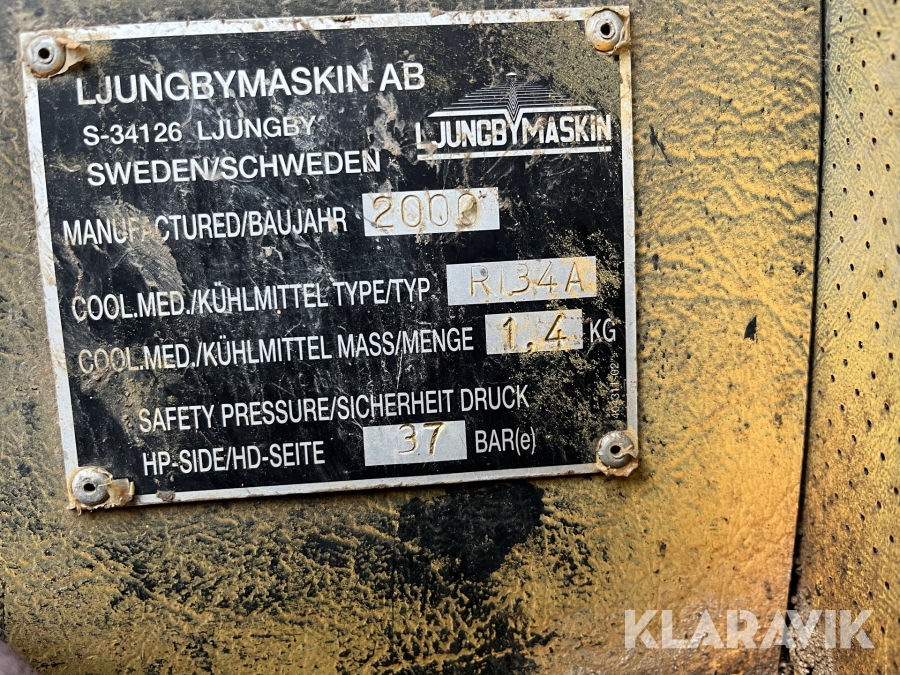 LJUNGBYMASKIN AB
S-34126 LJUNGBY
SWEDEN/SCHWEDEN
LJUNGBYMASKIN
MANUFACTURED/BAUJAHR 2000
COOL.MED./KÜHLMITTEL TYPE/TYP R134A
COOL.MED./KÜHLMITTEL MASS/MENGE 1,4 KG
SAFETY PRESSURE/SICHERHEIT DRUCK
HP-SIDE/HD-SEITE 37 BAR(e)
KLARAVIK